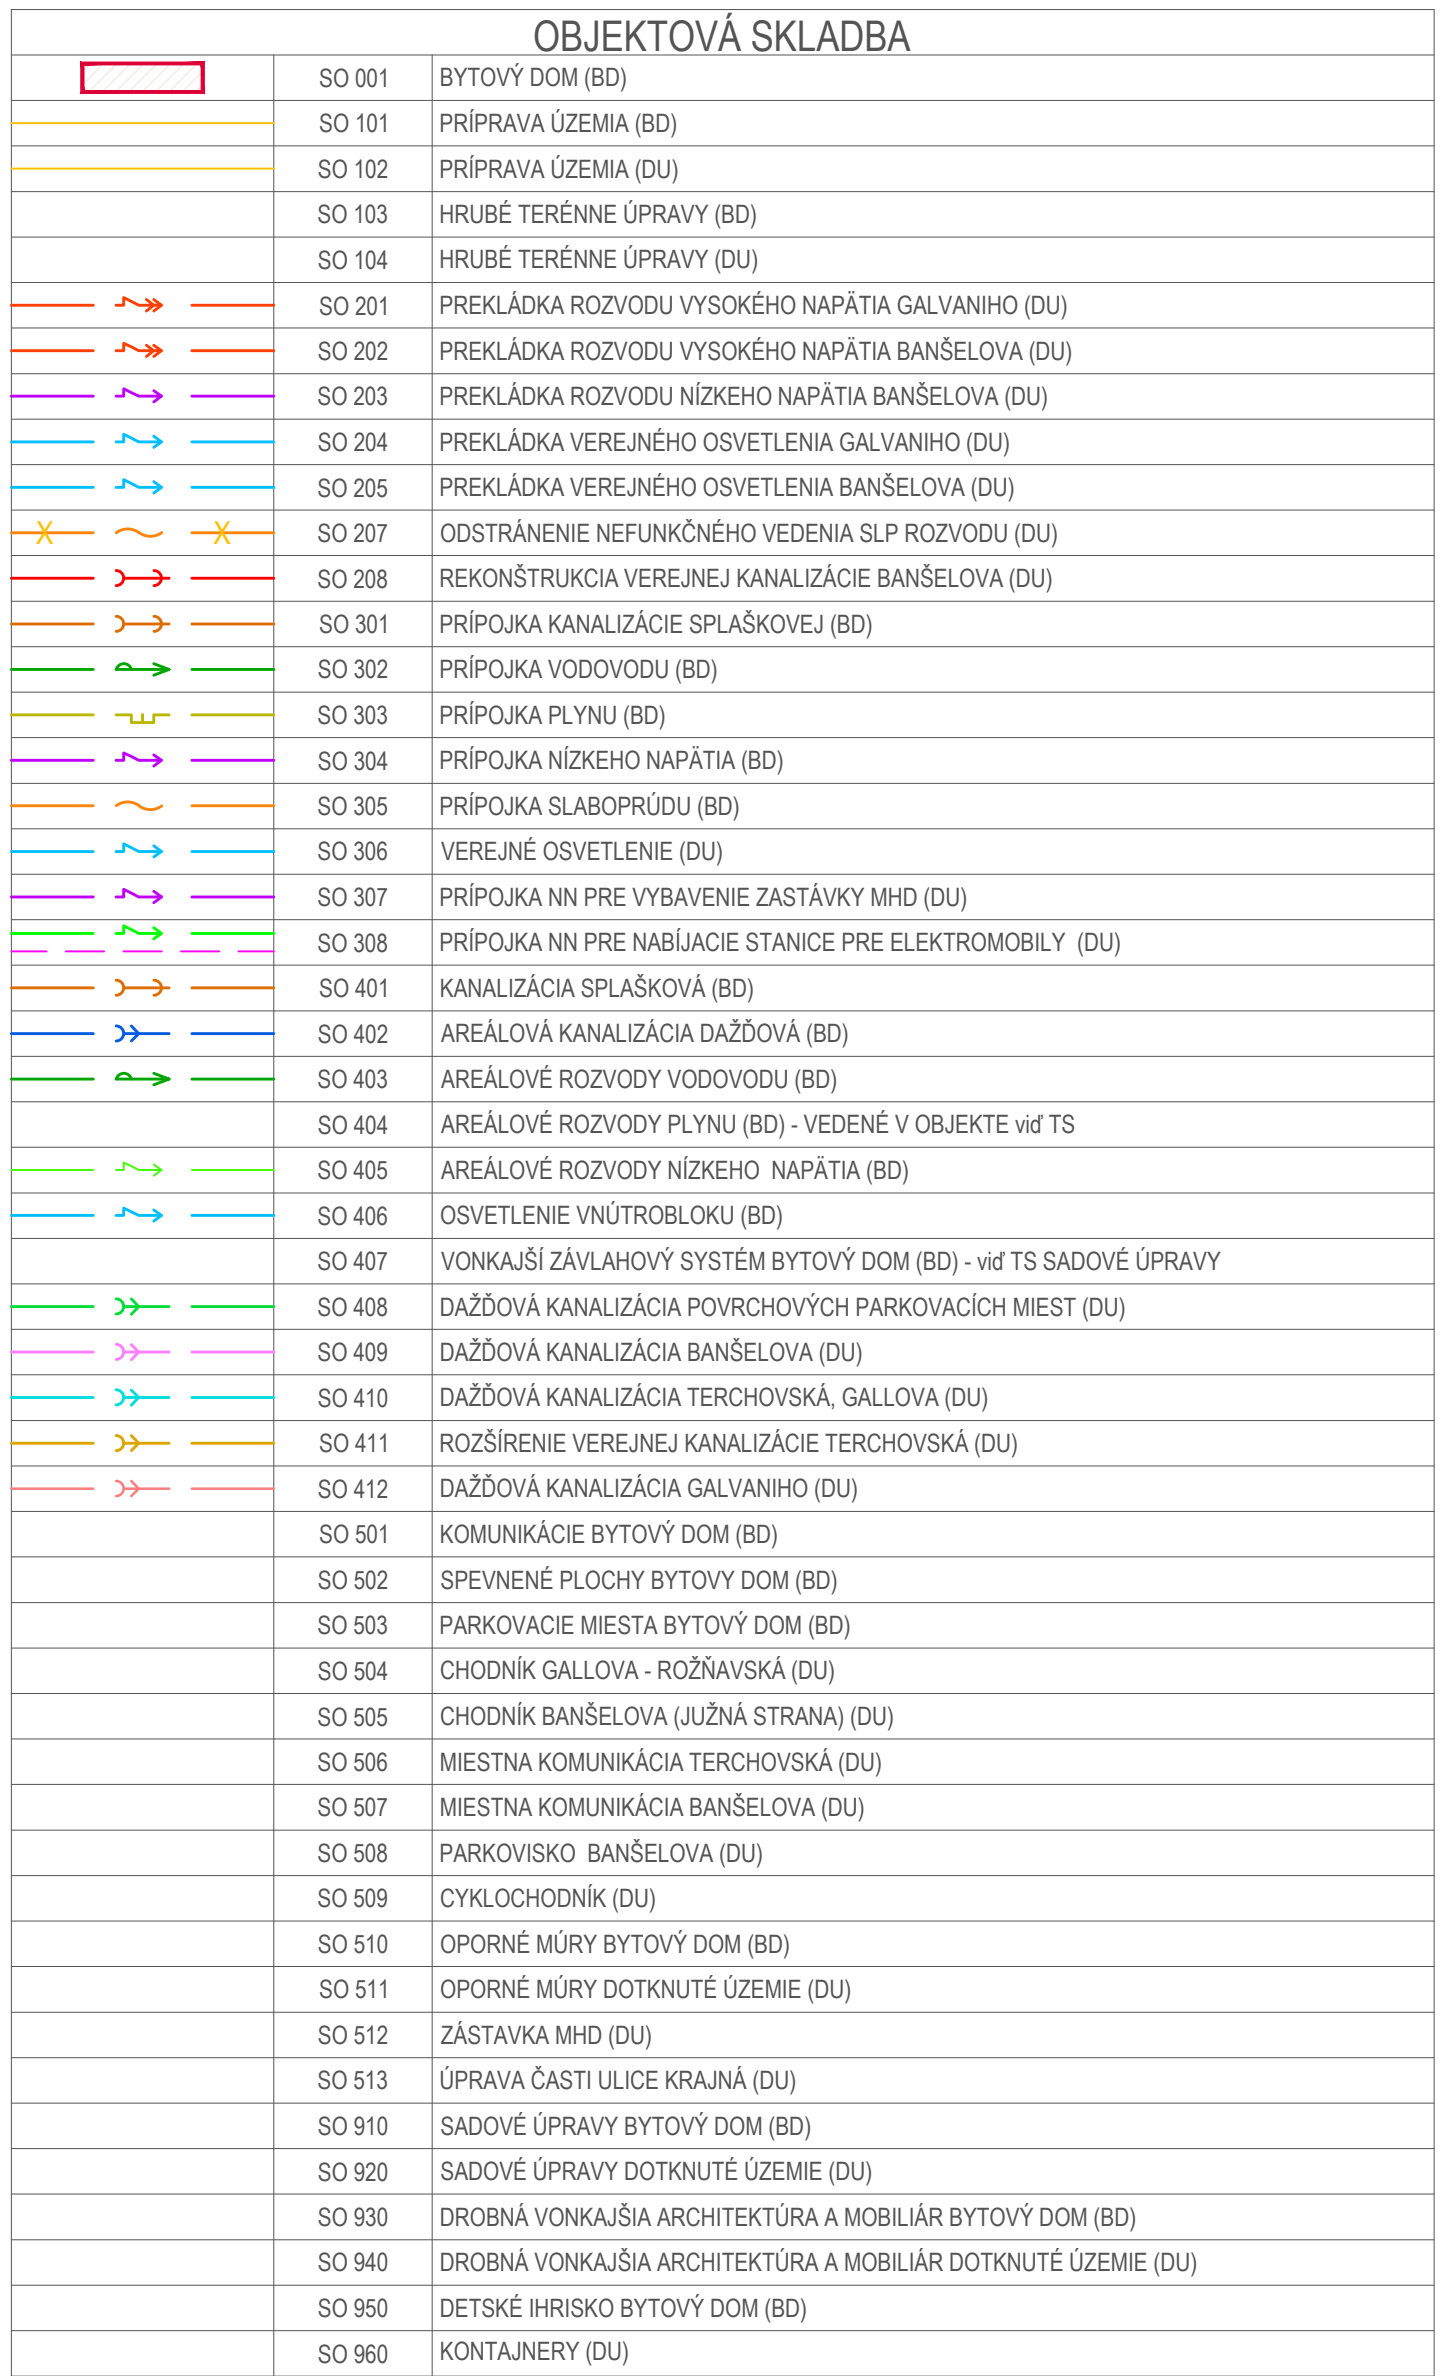 OBJEKTOVÁ SKLADBA
SO 001 BYTOVÝ DOM (BD)
SO 101 PRÍPRAVA ÚZEMIA (BD)
SO 102 PRÍPRAVA ÚZEMIA (DU)
SO 103 HRUBÉ TERÉNNE ÚPRAVY (BD)
SO 104 HRUBÉ TERÉNNE ÚPRAVY (DU)
SO 201 PREKLÁDKA ROZVODU VYSOKÉHO NAPÄTIA GALVANIHO (DU)
SO 202 PREKLÁDKA ROZVODU VYSOKÉHO NAPÄTIA BANŠELOVA (DU)
SO 203 PREKLÁDKA ROZVODU NÍZKEHO NAPÄTIA BANŠELOVA (DU)
SO 204 PREKLÁDKA VEREJNÉHO OSVETLENIA GALVANIHO (DU)
SO 205 PREKLÁDKA VEREJNÉHO OSVETLENIA BANŠELOVA (DU)
SO 207 ODSTRÁNENIE NEFUNKČNÉHO VEDENIA SLP ROZVODU (DU)
SO 208 REKONŠTRUKCIA VEREJNEJ KANALIZÁCIE BANŠELOVA (DU)
SO 301 PRÍPOJKA KANALIZÁCIE SPLAŠKOVEJ (BD)
SO 302 PRÍPOJKA VODOVODU (BD)
SO 303 PRÍPOJKA PLYNU (BD)
SO 304 PRÍPOJKA NÍZKEHO NAPÄTIA (BD)
SO 305 PRÍPOJKA SLABOPRÚDU (BD)
SO 306 VEREJNÉ OSVETLENIE (DU)
SO 307 PRÍPOJKA NN PRE VYBAVENIE ZASTÁVKY MHD (DU)
SO 308 PRÍPOJKA NN PRE NABÍJACIE STANICE PRE ELEKTROMOBILY (DU)
SO 401 KANALIZÁCIA SPLAŠKOVÁ (BD)
SO 402 AREÁLOVÁ KANALIZÁCIA DAŽĎOVÁ (BD)
SO 403 AREÁLOVÉ ROZVODY VODOVODU (BD)
SO 404 AREÁLOVÉ ROZVODY PLYNU (BD) - VEDENÉ V OBJEKTE viď TS
SO 405 AREÁLOVÉ ROZVODY NÍZKEHO NAPÄTIA (BD)
SO 406 OSVETLENIE VNÚTROBLOKU (BD)
SO 407 VONKAJŠÍ ZÁVLAHOVÝ SYSTÉM BYTOVÝ DOM (BD) - viď TS SADOVÉ ÚPRAVY
SO 408 DAŽĎOVÁ KANALIZÁCIA POVRCHOVÝCH PARKOVACÍCH MIEST (DU)
SO 409 DAŽĎOVÁ KANALIZÁCIA BANŠELOVA (DU)
SO 410 DAŽĎOVÁ KANALIZÁCIA TERCHOVSKÁ, GALLOVA (DU)
SO 411 ROZŠÍRENIE VEREJNEJ KANALIZÁCIE TERCHOVSKÁ (DU)
SO 412 DAŽĎOVÁ KANALIZÁCIA GALVANIHO (DU)
SO 501 KOMUNIKÁCIE BYTOVÝ DOM (BD)
SO 502 SPEVNENÉ PLOCHY BYTOVY DOM (BD)
SO 503 PARKOVACIE MIESTA BYTOVÝ DOM (BD)
SO 504 CHODNÍK GALLOVA - ROŽŇAVSKÁ (DU)
SO 505 CHODNÍK BANŠELOVA (JUŽNÁ STRANA) (DU)
SO 506 MIESTNA KOMUNIKÁCIA TERCHOVSKÁ (DU)
SO 507 MIESTNA KOMUNIKÁCIA BANŠELOVA (DU)
SO 508 PARKOVISKO BANŠELOVA (DU)
SO 509 CYKLOCHODNÍK (DU)
SO 510 OPORNÉ MÚRY BYTOVÝ DOM (BD)
SO 511 OPORNÉ MÚRY DOTKNUTÉ ÚZEMIE (DU)
SO 512 ZÁSTAVKA MHD (DU)
SO 513 ÚPRAVA ČASTI ULICE KRAJNÁ (DU)
SO 910 SADOVÉ ÚPRAVY BYTOVÝ DOM (BD)
SO 920 SADOVÉ ÚPRAVY DOTKNUTÉ ÚZEMIE (DU)
SO 930 DROBNÁ VONKAJŠIA ARCHITEKTÚRA A MOBILIÁR BYTOVÝ DOM (BD)
SO 940 DROBNÁ VONKAJŠIA ARCHITEKTÚRA A MOBILIÁR DOTKNUTÉ ÚZEMIE (DU)
SO 950 DETSKÉ IHRISKO BYTOVÝ DOM (BD)
SO 960 KONTAJNERY (DU)